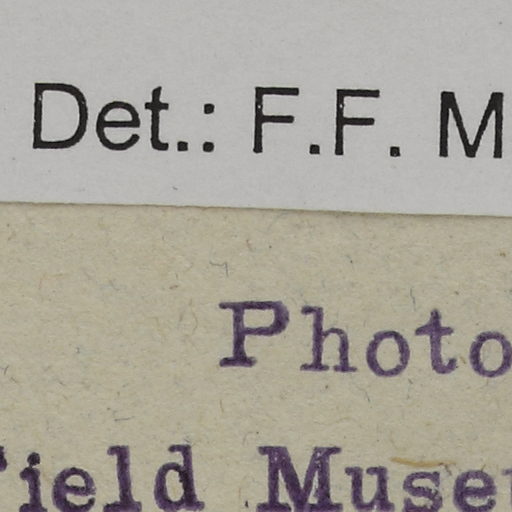 Det.: F.F. M
Photo
ield Muse